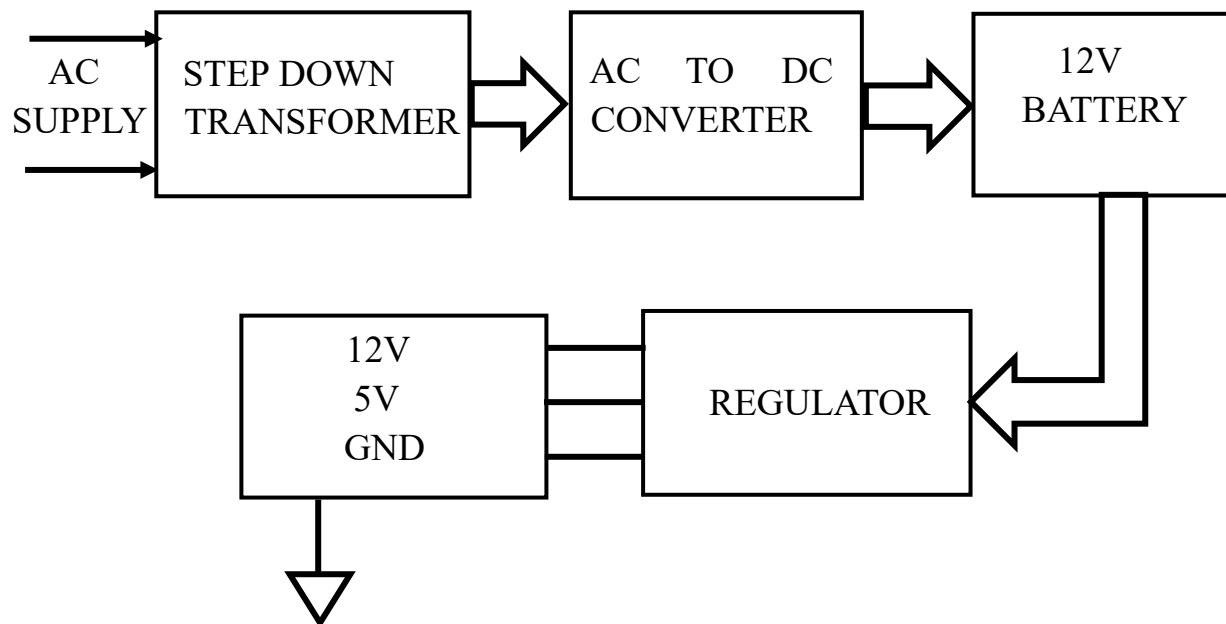 AC
SUPPLY
STEP DOWN
TRANSFORMER
AC TO DC
CONVERTER
12V
BATTERY
12V
5V
GND
REGULATOR